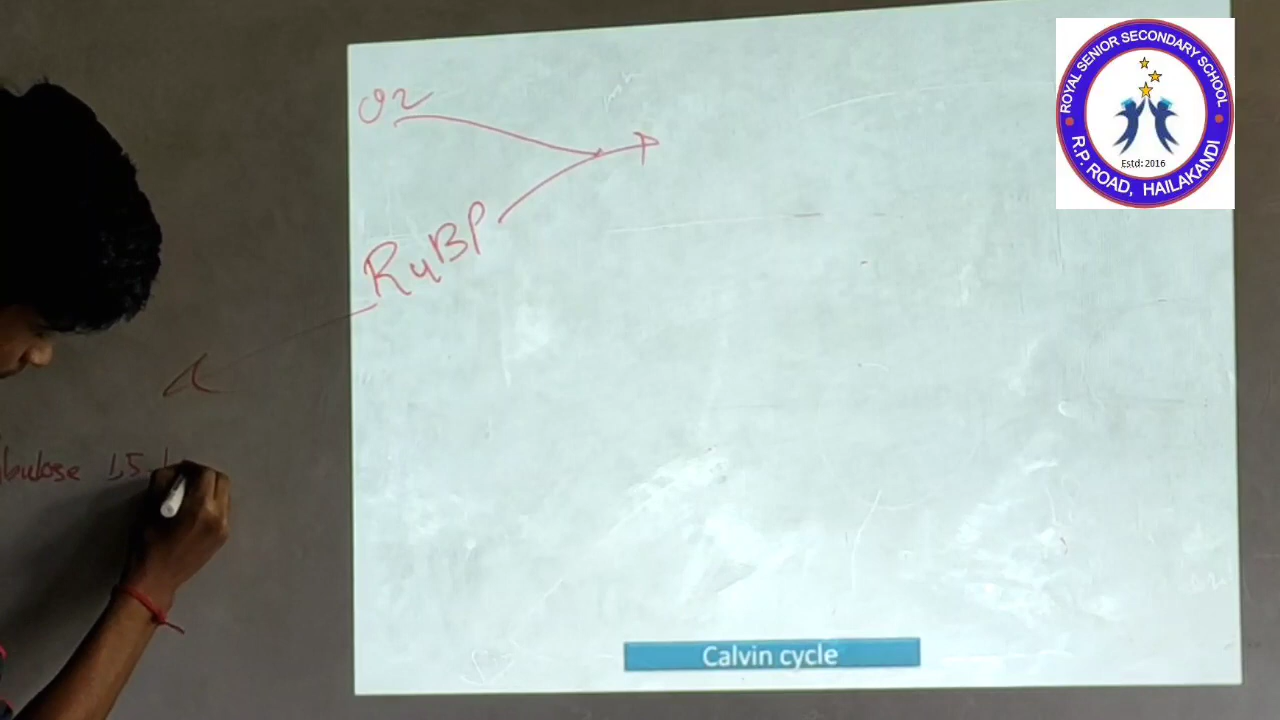 O2
RuBP
bulose 1,5
Calvin cycle
ROYAL SENIOR SECONDARY SCHOOL
Estd: 2016
R.P. ROAD, HAILAKANDI